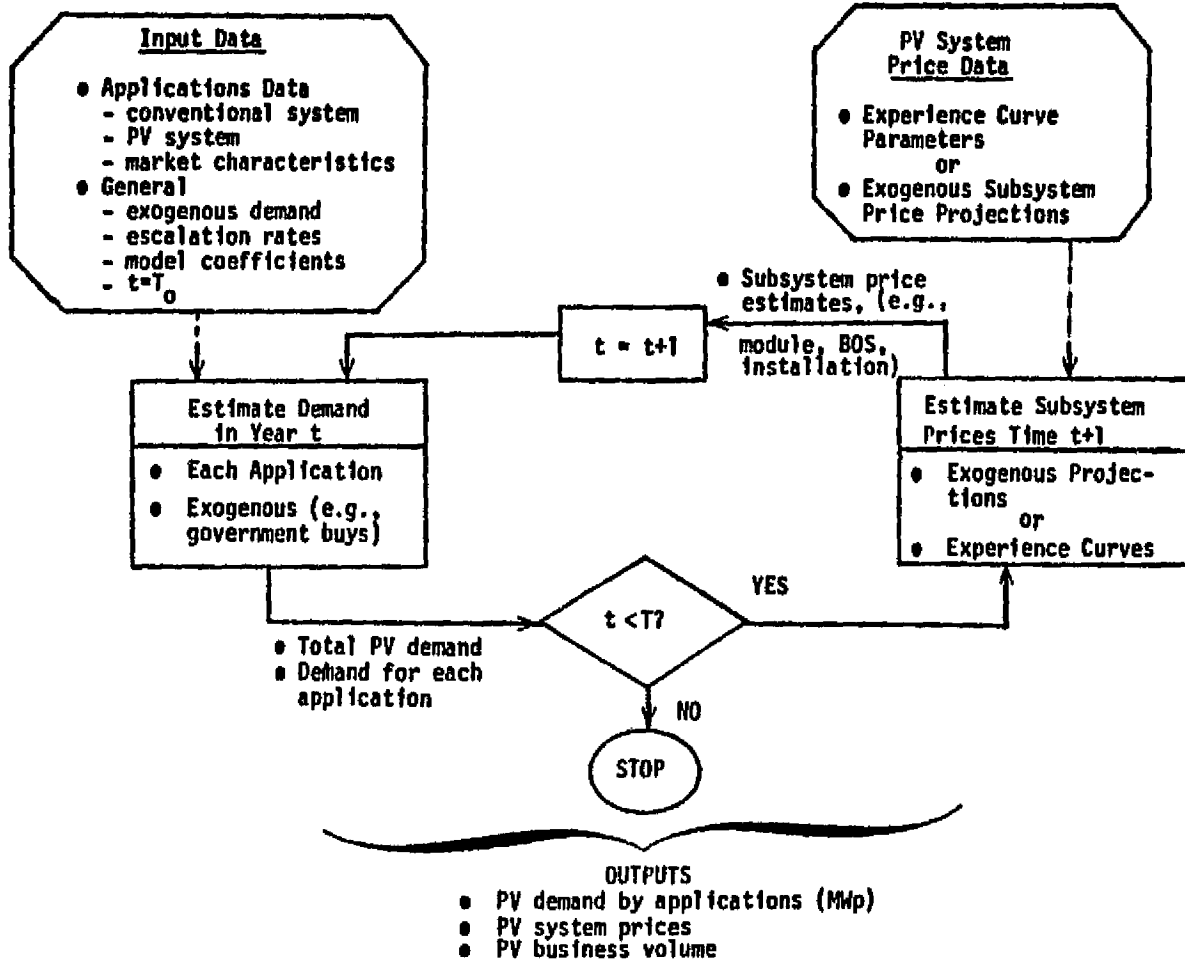 Input Data
● Applications Data
- conventional system
- PV system
- market characteristics
● General
- exogenous demand
- escalation rates
- model coefficients
- t=T₀
PV System
Price Data
● Experience Curve
Parameters
or
● Exogenous Subsystem
Price Projections
● Subsystem price
estimates, (e.g.,
module, BOS,
installation)
t = t+1
Estimate Demand
in Year t
● Each Application
● Exogenous (e.g.,
government buys)
Estimate Subsystem
Prices Time t+1
● Exogenous Projec-
tions
or
● Experience Curves
● Total PV demand
● Demand for each
application
t <T?
YES
NO
STOP
OUTPUTS
● PV demand by applications (MWp)
● PV system prices
● PV business volume